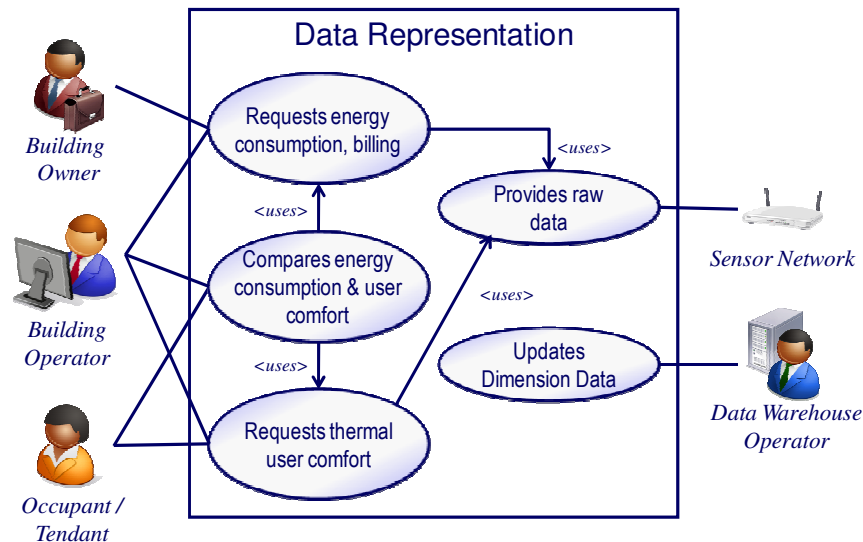 Data Representation
Building
Owner
Requests energy
consumption, billing
<uses>
Provides raw
data
Sensor Network
<uses>
Building
Operator
Compares energy
consumption & user
comfort
<uses>
<uses>
Updates
Dimension Data
Data Warehouse
Operator
Requests thermal
user comfort
Occupant /
Tendant